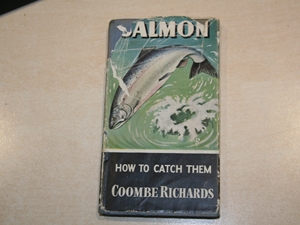 SALMON
HOW TO CATCH THEM
COOMBE RICHARDS